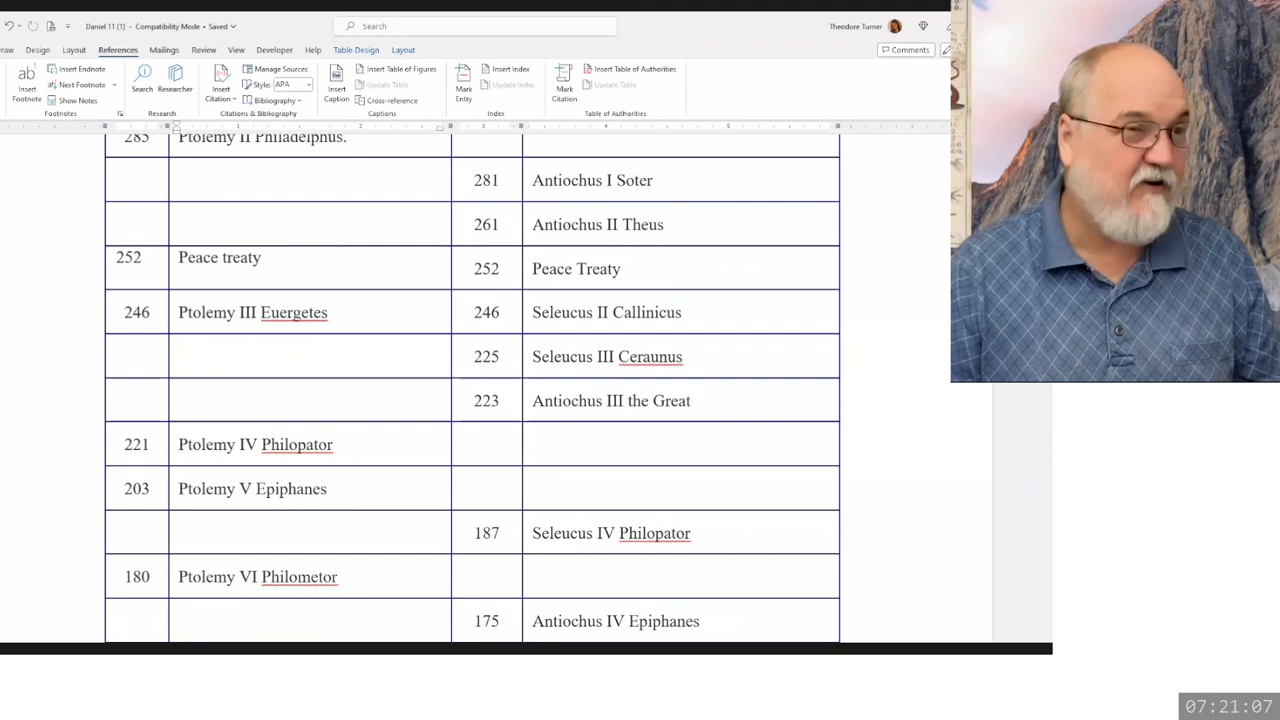 Daniel 11 (1) - Compatibility Mode • Saved
Search
Theodore Turner
Design Layout References Mailings Review View Developer Help Table Design Layout
Comments
Insert Footnote
Insert Endnote
Next Footnote
Show Notes
Footnotes
Search
Researcher
Research
Insert Citation
Manage Sources
Style: APA
Bibliography
Citations & Bibliography
Insert Caption
Insert Table of Figures
Update Table
Cross-reference
Captions
Mark Entry
Insert Index
Update Index
Index
Mark Citation
Insert Table of Authorities
Update Table
Table of Authorities
285 Ptolemy II Philadelphus.
281 Antiochus I Soter
261 Antiochus II Theus
252 Peace treaty 252 Peace Treaty
246 Ptolemy III Euergetes 246 Seleucus II Callinicus
225 Seleucus III Ceraunus
223 Antiochus III the Great
221 Ptolemy IV Philopator
203 Ptolemy V Epiphanes
187 Seleucus IV Philopator
180 Ptolemy VI Philometor
175 Antiochus IV Epiphanes
07:21:07